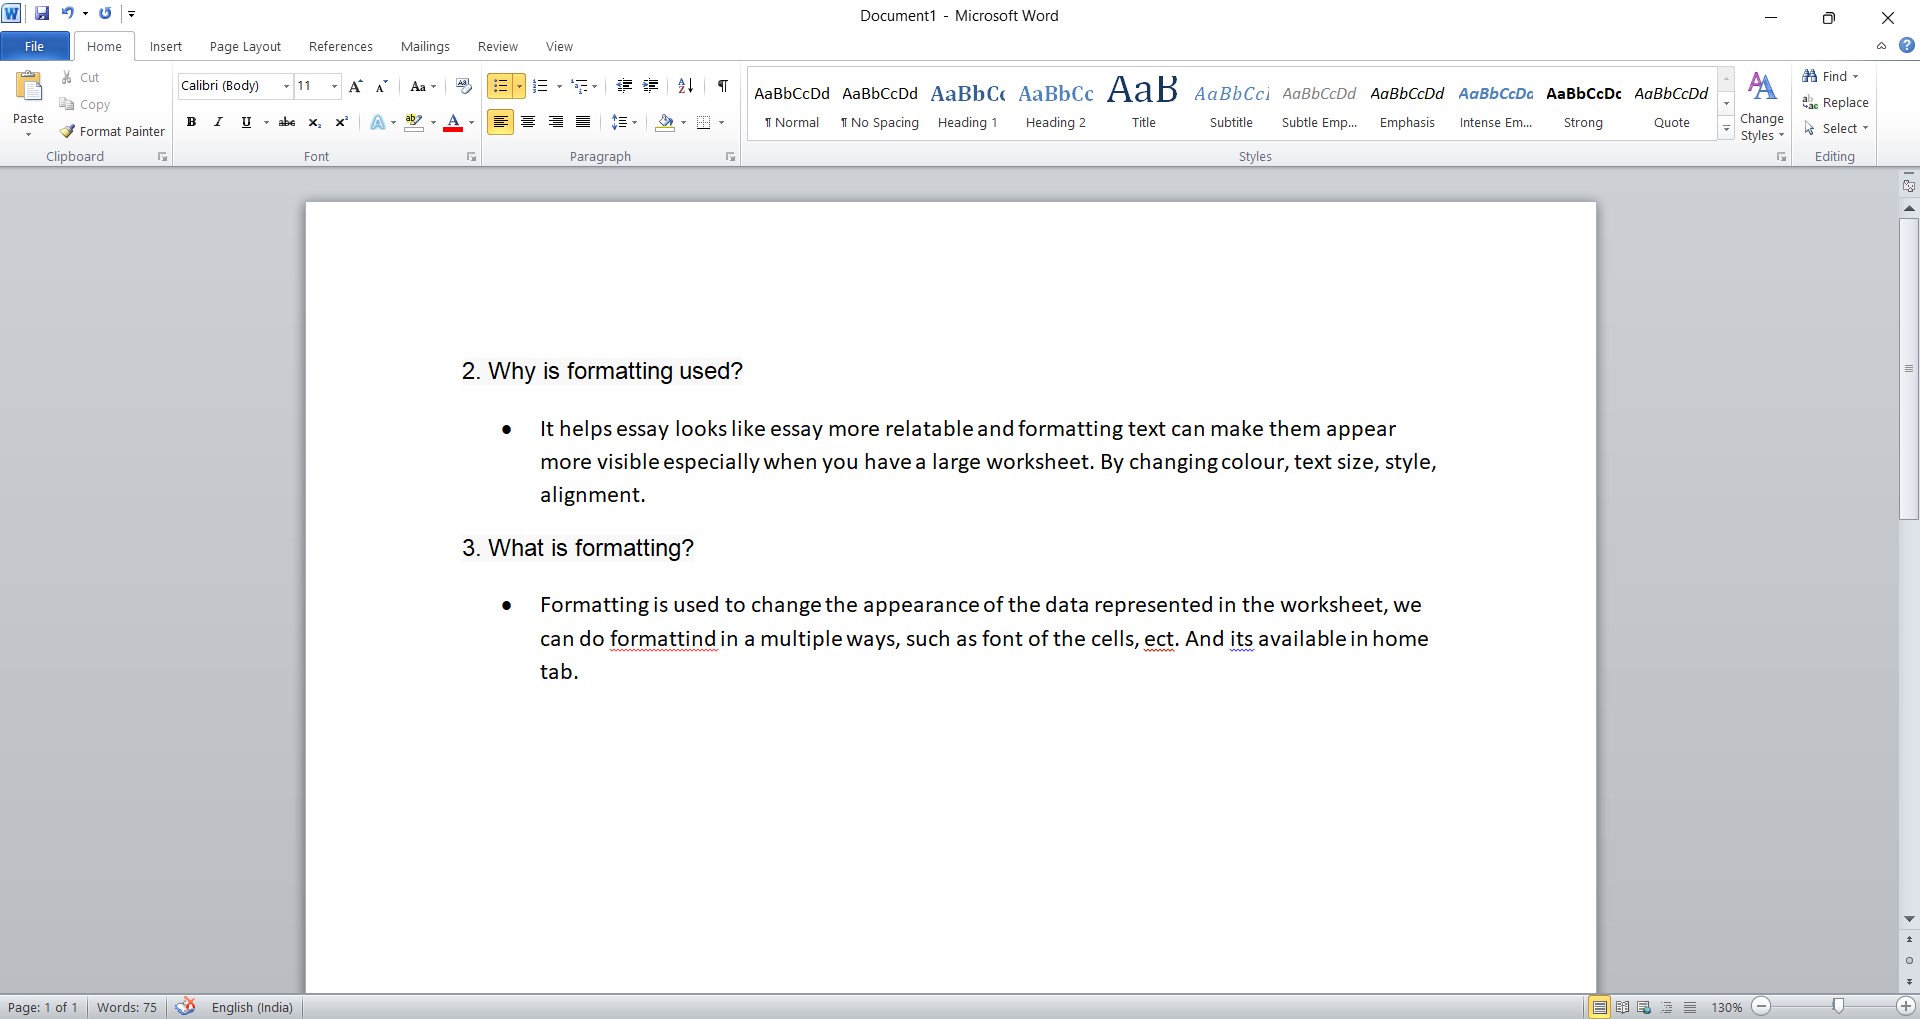 Document1 - Microsoft Word
File Home Insert Page Layout References Mailings Review View
Paste
Cut
Copy
Format Painter
Clipboard
Calibri (Body) 11
Font
Paragraph
AaBbCcDd AaBbCcDd AaBbCc AaBbCc AaB AaBbCcl AaBbCcDd AaBbCcDd AaBbCcDd AaBbCcDc AaBbCcDd
¶ Normal ¶ No Spacing Heading 1 Heading 2 Title Subtitle Subtle Emp... Emphasis Intense Em... Strong Quote
Change
Styles
Styles
Find
Replace
Select
Editing
2. Why is formatting used?
• It helps essay looks like essay more relatable and formatting text can make them appear
more visible especially when you have a large worksheet. By changing colour, text size, style,
alignment.
3. What is formatting?
• Formatting is used to change the appearance of the data represented in the worksheet, we
can do formattind in a multiple ways, such as font of the cells, ect. And its available in home
tab.
Page: 1 of 1 Words: 75 English (India) 130%